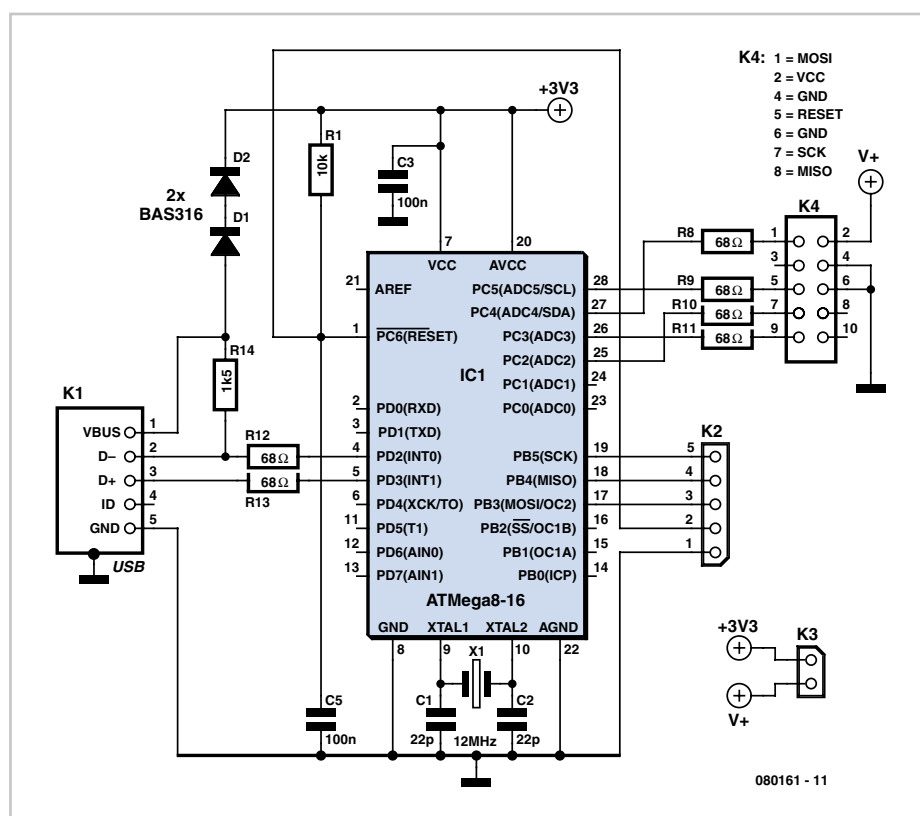 K4: 1 = MOSI
2 = VCC
4 = GND
5 = RESET
6 = GND
7 = SCK
8 = MISO
+3V3
D2
R1
10k
C3
100n
2x
BAS316
D1
V+
K4
7
20
VCC
AVCC
R8
68Ω
1
2
3
4
21
AREF
PC5(ADC5/SCL)
28
R9
68Ω
5
6
PC4(ADC4/SDA)
27
R10
68Ω
7
8
1
PC6(RESET)
PC3(ADC3)
26
R11
68Ω
9
10
R14
1k5
PC2(ADC2)
25
IC1
PC1(ADC1)
24
K1
2
PD0(RXD)
PC0(ADC0)
23
VBUS
1
3
PD1(TXD)
K2
D–
2
R12
68Ω
4
PD2(INT0)
PB5(SCK)
19
5
D+
3
68Ω
R13
5
PD3(INT1)
PB4(MISO)
18
4
ID
4
6
PD4(XCK/TO)
PB3(MOSI/OC2)
17
3
GND
5
11
PD5(T1)
PB2(SS/OC1B)
16
2
USB
12
PD6(AIN0)
PB1(OC1A)
15
1
13
PD7(AIN1)
PB0(ICP)
14
ATMega8-16
GND
XTAL1
XTAL2
AGND
8
9
10
22
X1
+3V3
K3
V+
C5
100n
C1
22p
12MHz
C2
22p
080161 - 11